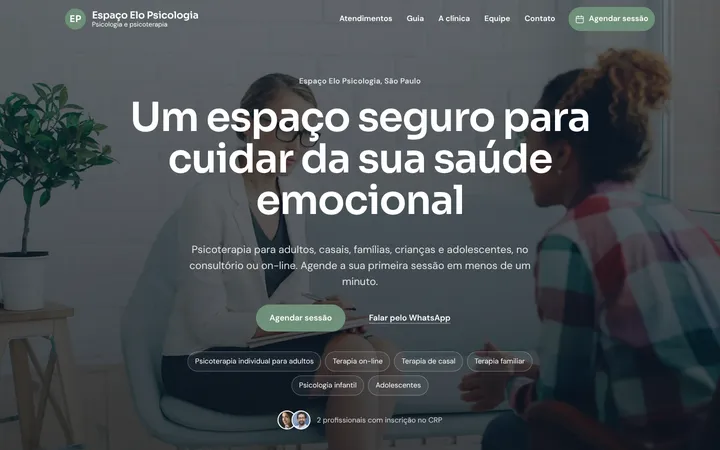 EP
Espaço Elo Psicologia
Psicologia e psicoterapia
Atendimentos Guia A clínica Equipe Contato Agendar sessão
Espaço Elo Psicologia, São Paulo
Um espaço seguro para
cuidar da sua saúde
emocional
Psicoterapia para adultos, casais, famílias, crianças e adolescentes, no
consultório ou on-line. Agende a sua primeira sessão em menos de um
minuto.
Agendar sessão Falar pelo WhatsApp
Psicoterapia individual para adultos Terapia on-line Terapia de casal Terapia familiar
Psicologia infantil Adolescentes
2 profissionais com inscrição no CRP